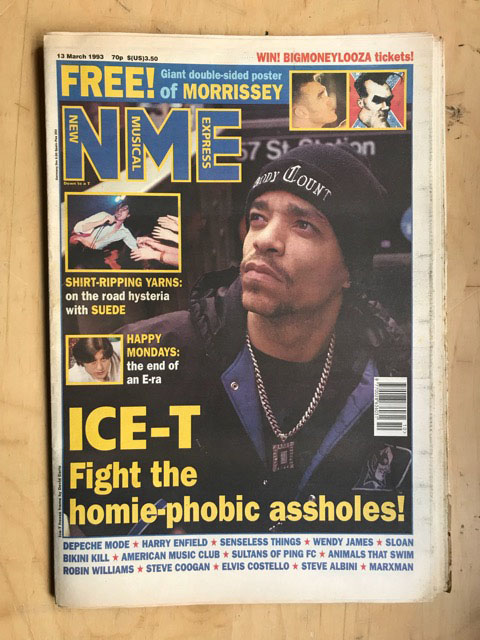 13 March 1993 70p $(US)3.50
WIN! BIGMONEYLOOZA tickets!
FREE! Giant double-sided poster
of MORRISSEY
NEW MUSICAL EXPRESS
NME
Down to a T
57 St Station
BODY COUNT
SHIRT-RIPPING YARNS:
on the road hysteria
with SUEDE
HAPPY
MONDAYS:
the end of
an E-ra
ICE-T
Fight the
homie-phobic assholes!
DEPECHE MODE ★ HARRY ENFIELD ★ SENSELESS THINGS ★ WENDY JAMES ★ SLOAN
BIKINI KILL ★ AMERICAN MUSIC CLUB ★ SULTANS OF PING FC ★ ANIMALS THAT SWIM
ROBIN WILLIAMS ★ STEVE COOGAN ★ ELVIS COSTELLO ★ STEVE ALBINI ★ MARXMAN